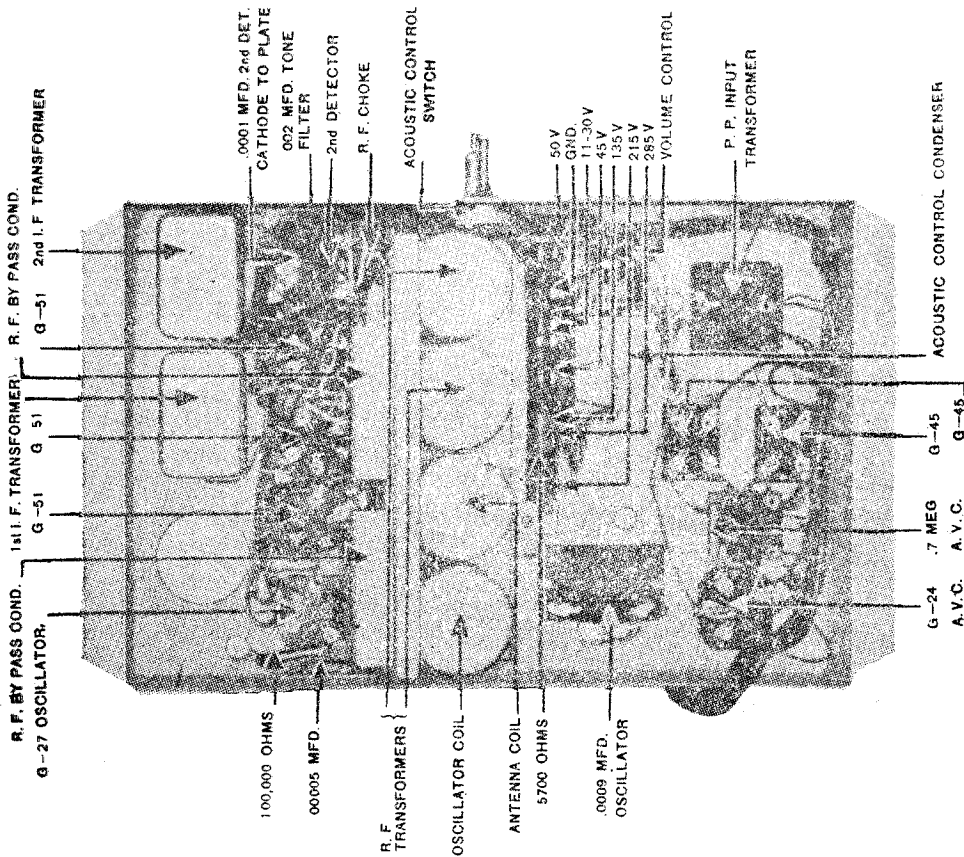 R. F. BY PASS COND.
G-27 OSCILLATOR
1st I. F. TRANSFORMER
G-51
G 51
R. F. BY PASS COND.
G-51
2nd I. F TRANSFORMER
.0001 MFD. 2nd DET.
CATHODE TO PLATE
002 MFD. TONE
FILTER
2nd DETECTOR
R. F. CHOKE
ACOUSTIC CONTROL
SWITCH
50 V
GND.
11-30 V
45 V
135 V
215 V
285 V
VOLUME CONTROL
P. P. INPUT
TRANSFORMER
100,000 OHMS
00005 MFD.
R. F
TRANSFORMERS
OSCILLATOR COIL
ANTENNA COIL
5700 OHMS
.0009 MFD.
OSCILLATOR
G-24
A.V.C.
.7 MEG
A.V.C.
G-45
G-45
ACOUSTIC CONTROL CONDENSER